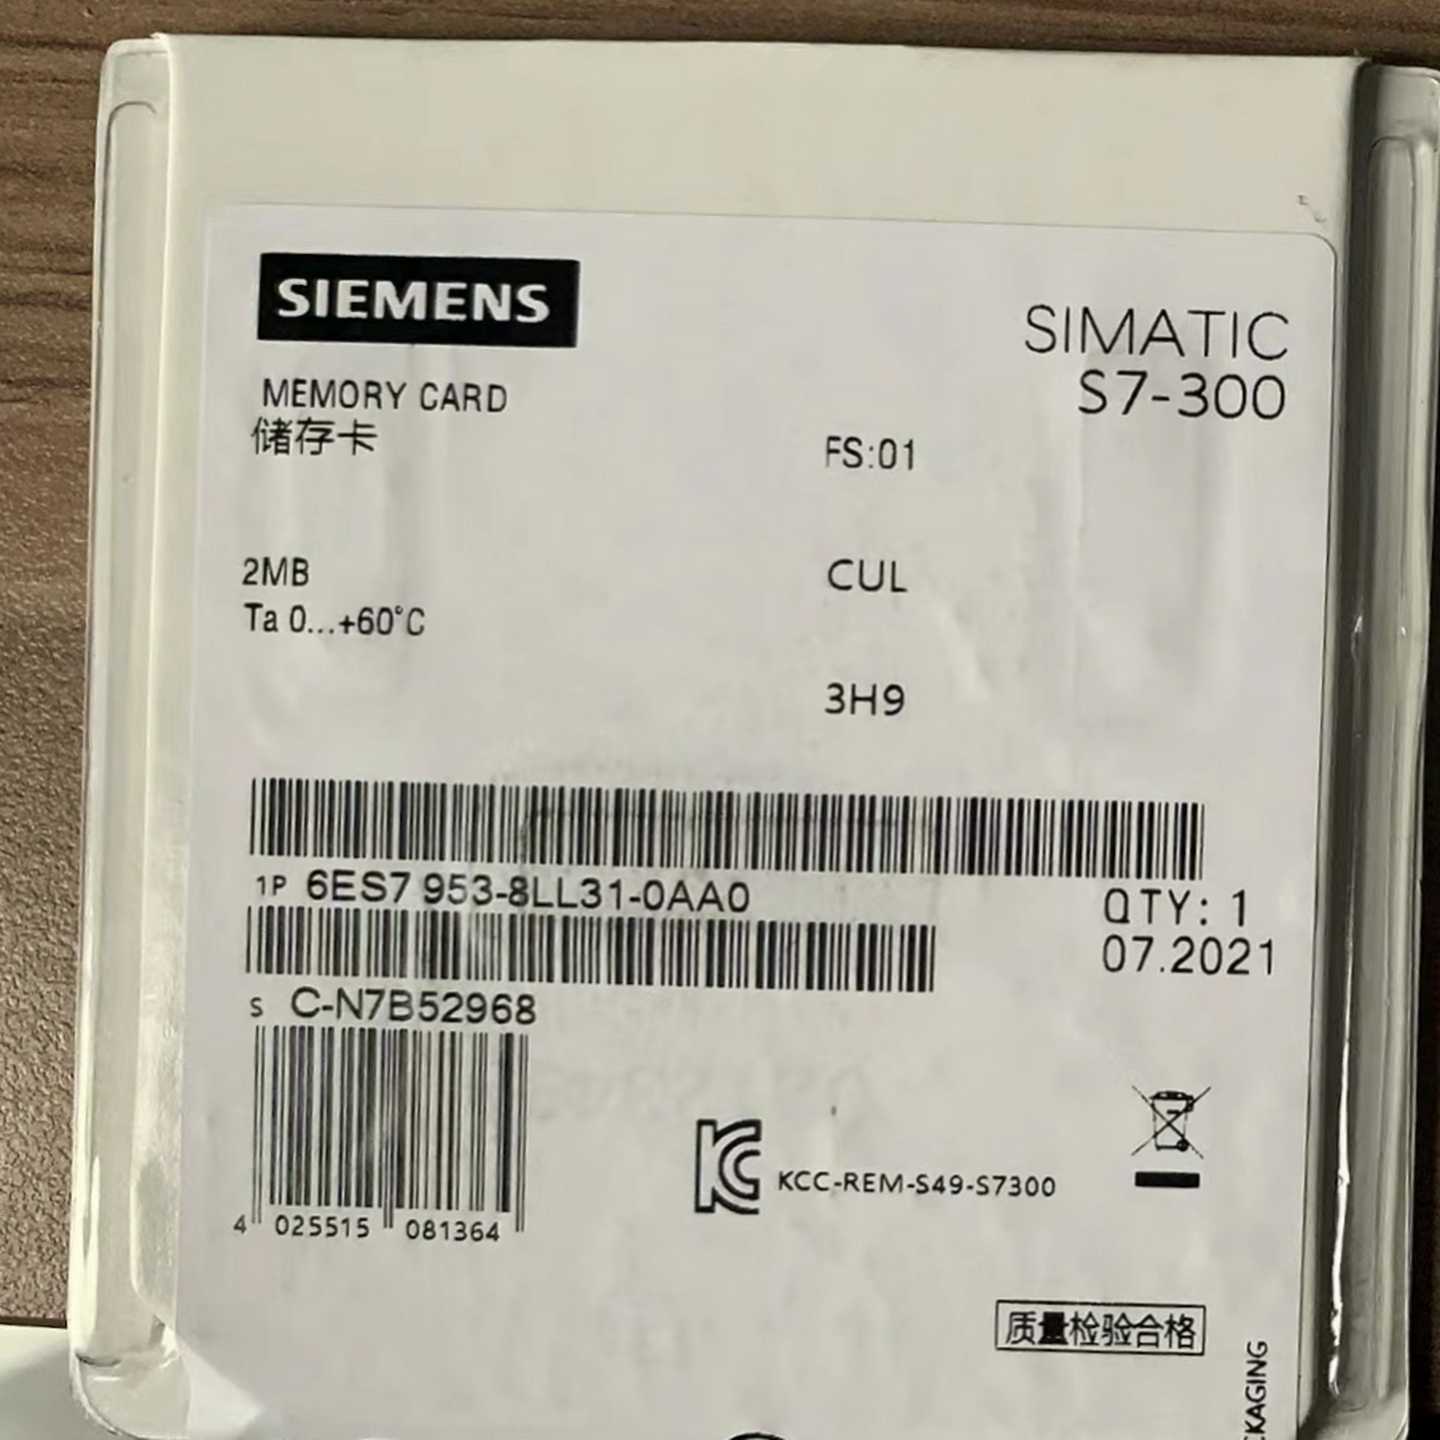 SIEMENS
SIMATIC
S7-300
MEMORY CARD
储存卡
FS:01
2MB
CUL
Ta 0...+60°C
3H9
1P 6ES7 953-8LL31-0AA0
QTY: 1
07.2021
S C-N7B52968
4 025515 081364
KCC-REM-S49-S7300
质量检验合格